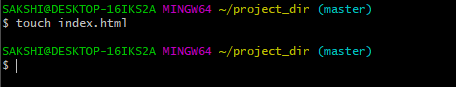 SAKSHI@DESKTOP-16IKS2A MINGW64 ~/project_dir (master)
$ touch index.html
SAKSHI@DESKTOP-16IKS2A MINGW64 ~/project_dir (master)
$